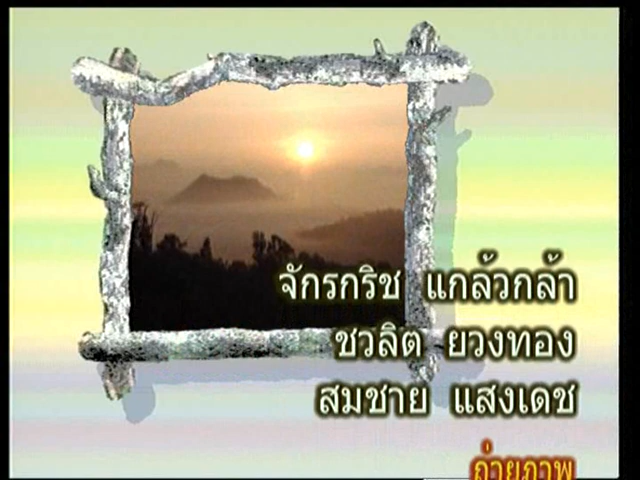 จักรกริช แกล้วกล้า
ชวลิต ยวงทอง
สมชาย แสงเดช
ถ่ายภาพ